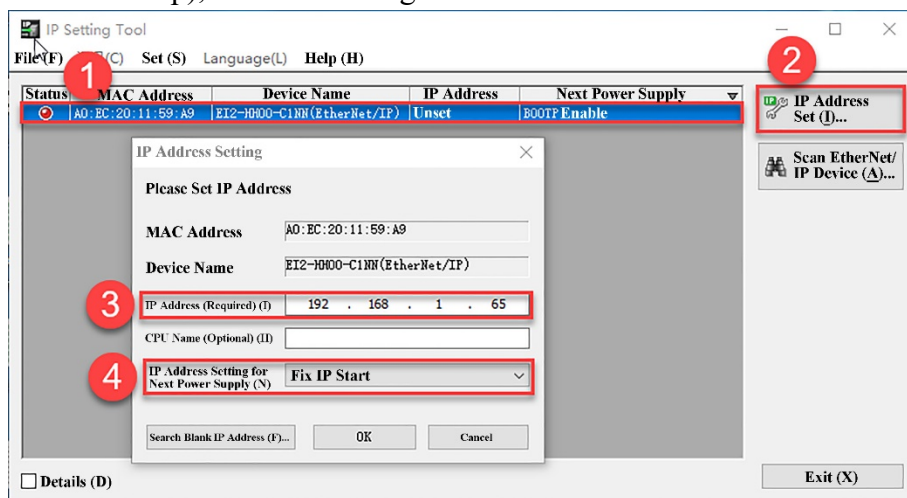 IP Setting Tool
File(F) (C) Set (S) Language(L) Help (H)
1
2
Status MAC Address Device Name IP Address Next Power Supply
A0:EC:20:11:59:A9 EI2-HH00-C1NN(EtherNet/IP) Unset BOOTP Enable
IP Address
Set (I)...
Scan EtherNet/
IP Device (A)...
IP Address Setting
Please Set IP Address
MAC Address A0:EC:20:11:59:A9
Device Name EI2-HH00-C1NN(EtherNet/IP)
3
IP Address (Required) (I) 192 . 168 . 1 . 65
CPU Name (Optional) (II)
4
IP Address Setting for
Next Power Supply (N) Fix IP Start
Search Blank IP Address (F)... OK Cancel
Details (D) Exit (X)